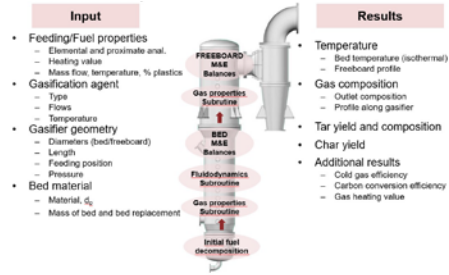 Input
• Feeding/Fuel properties
– Elemental and proximate anal.
– Heating value
– Mass flow, temperature, % plastics
• Gasification agent
– Type
– Flows
– Temperature
• Gasifier geometry
– Diameters (bed/freeboard)
– Length
– Feeding position
– Pressure
• Bed material
– Material, dp
– Mass of bed and bed replacement
FREEBOARD
M&E
Balances
Gas properties
Subrutine
BED
M&E
Balances
Fluidodynamics
Subroutine
Gas properties
Subroutine
Initial fuel
decomposition
Results
• Temperature
– Bed temperature (isothermal)
– Freeboard profile
• Gas composition
– Outlet composition
– Profile along gasifier
• Tar yield and composition
• Char yield
• Additional results
– Cold gas efficiency
– Carbon conversion efficiency
– Gas heating value